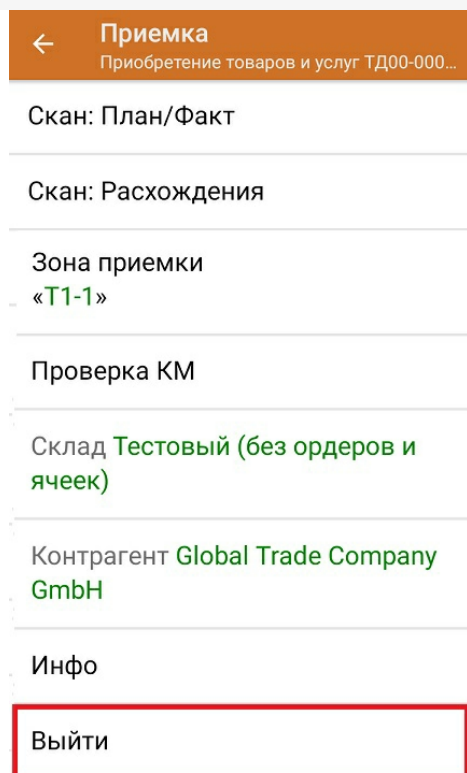 Приемка
Приобретение товаров и услуг ТД00-000...
Скан: План/Факт
Скан: Расхождения
Зона приемки
«Т1-1»
Проверка КМ
Склад Тестовый (без ордеров и
ячеек)
Контрагент Global Trade Company
GmbH
Инфо
Выйти